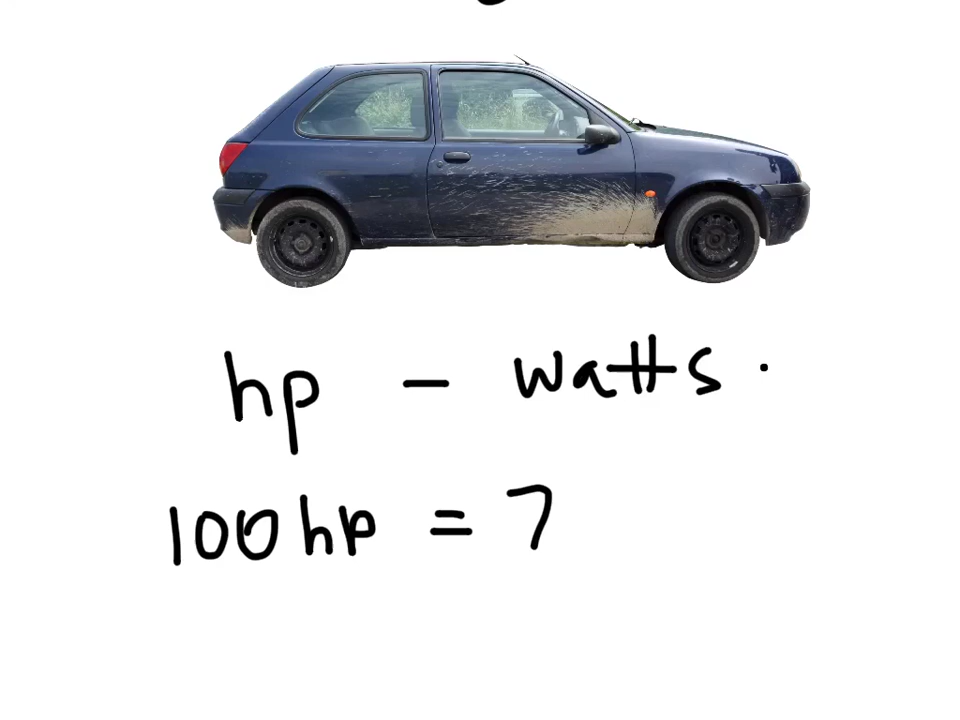 hp - watts.
100hp = 7